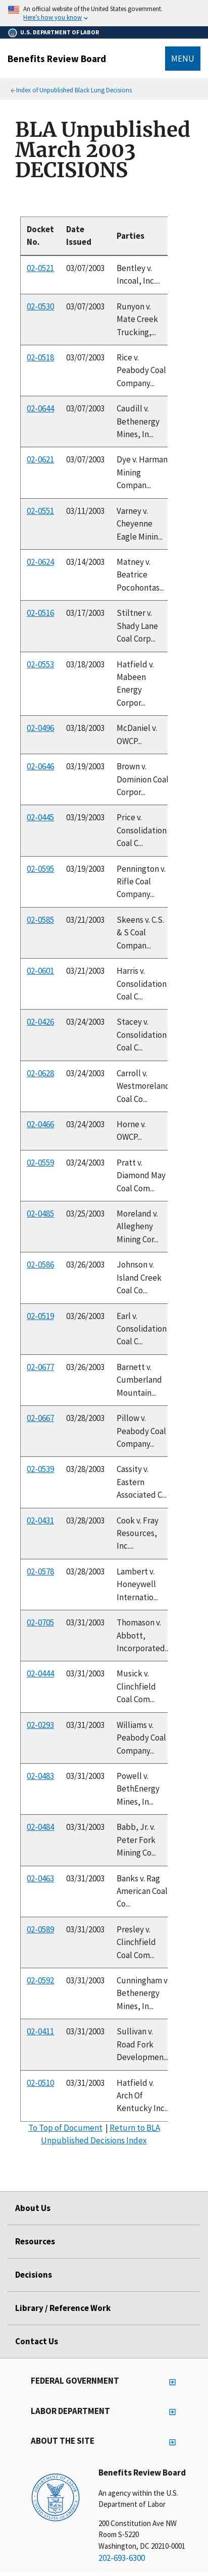 An official website of the United States government.
Here's how you know
U.S. DEPARTMENT OF LABOR
Benefits Review Board
MENU
Index of Unpublished Black Lung Decisions
BLA Unpublished
March 2003
DECISIONS
Docket Date Parties
No. Issued
02-0521 03/07/2003 Bentley v.
Incoal, Inc....
02-0530 03/07/2003 Runyon v.
Mate Creek
Trucking,...
02-0518 03/07/2003 Rice v.
Peabody Coal
Company...
02-0644 03/07/2003 Caudill v.
Bethenergy
Mines, In...
02-0621 03/07/2003 Dye v. Harman
Mining
Compan...
02-0551 03/11/2003 Varney v.
Cheyenne
Eagle Minin...
02-0624 03/14/2003 Matney v.
Beatrice
Pocohontas...
02-0516 03/17/2003 Stiltner v.
Shady Lane
Coal Corp...
02-0553 03/18/2003 Hatfield v.
Mabeen
Energy
Corpor...
02-0496 03/18/2003 McDaniel v.
OWCP...
02-0646 03/19/2003 Brown v.
Dominion Coal
Corpor...
02-0445 03/19/2003 Price v.
Consolidation
Coal C...
02-0595 03/19/2003 Pennington v.
Rifle Coal
Company...
02-0585 03/21/2003 Skeens v. C.S.
& S Coal
Compan...
02-0601 03/21/2003 Harris v.
Consolidation
Coal C...
02-0426 03/24/2003 Stacey v.
Consolidation
Coal C...
02-0628 03/24/2003 Carroll v.
Westmoreland
Coal Co...
02-0466 03/24/2003 Horne v.
OWCP...
02-0559 03/24/2003 Pratt v.
Diamond May
Coal Com...
02-0485 03/25/2003 Moreland v.
Allegheny
Mining Cor...
02-0586 03/26/2003 Johnson v.
Island Creek
Coal Co...
02-0519 03/26/2003 Earl v.
Consolidation
Coal C...
02-0677 03/26/2003 Barnett v.
Cumberland
Mountain...
02-0667 03/28/2003 Pillow v.
Peabody Coal
Company...
02-0539 03/28/2003 Cassity v.
Eastern
Associated C...
02-0431 03/28/2003 Cook v. Fray
Resources,
Inc....
02-0578 03/28/2003 Lambert v.
Honeywell
Internatio...
02-0705 03/31/2003 Thomason v.
Abbott,
Incorporated...
02-0444 03/31/2003 Musick v.
Clinchfield
Coal Com...
02-0293 03/31/2003 Williams v.
Peabody Coal
Company...
02-0483 03/31/2003 Powell v.
BethEnergy
Mines, In...
02-0484 03/31/2003 Babb, Jr. v.
Peter Fork
Mining Co...
02-0463 03/31/2003 Banks v. Rag
American Coal
Co...
02-0589 03/31/2003 Presley v.
Clinchfield
Coal Com...
02-0592 03/31/2003 Cunningham v.
Bethenergy
Mines, In...
02-0411 03/31/2003 Sullivan v.
Road Fork
Developmen...
02-0510 03/31/2003 Hatfield v.
Arch Of
Kentucky Inc...
To Top of Document | Return to BLA
Unpublished Decisions Index
About Us
Resources
Decisions
Library / Reference Work
Contact Us
FEDERAL GOVERNMENT
LABOR DEPARTMENT
ABOUT THE SITE
Benefits Review Board
An agency within the U.S.
Department of Labor
200 Constitution Ave NW
Room S-5220
Washington, DC 20210-0001
202-693-6300